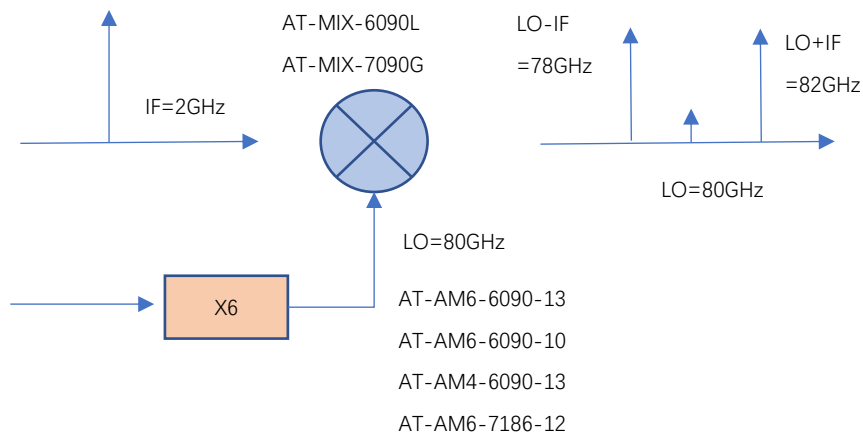 AT-MIX-6090L
AT-MIX-7090G
IF=2GHz
LO-IF
=78GHz
LO+IF
=82GHz
LO=80GHz
LO=80GHz
X6
AT-AM6-6090-13
AT-AM6-6090-10
AT-AM4-6090-13
AT-AM6-7186-12